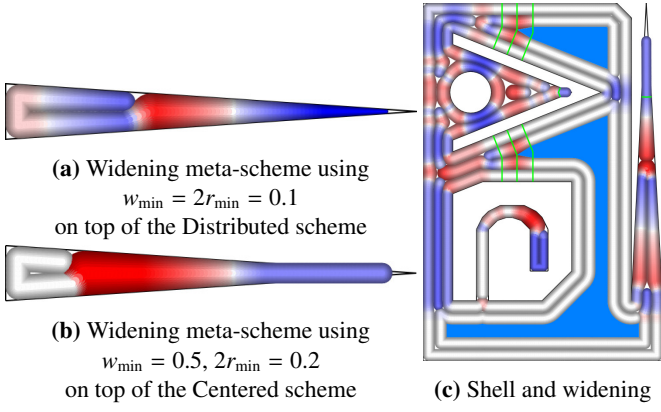 (a) Widening meta-scheme using
w_min = 2r_min = 0.1
on top of the Distributed scheme
(b) Widening meta-scheme using
w_min = 0.5, 2r_min = 0.2
on top of the Centered scheme
(c) Shell and widening